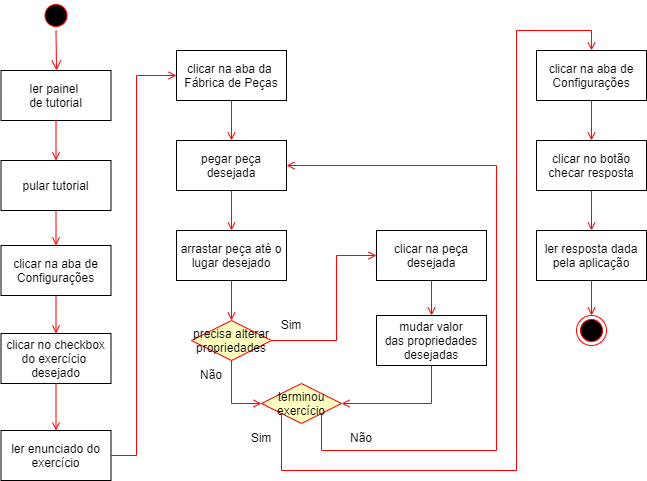 ler painel
de tutorial
pular tutorial
clicar na aba de
Configurações
clicar no checkbox
do exercício
desejado
ler enunciado do
exercício
clicar na aba da
Fábrica de Peças
pegar peça
desejada
arrastar peça até o
lugar desejado
precisa alterar
propriedades
Sim
Não
clicar na peça
desejada
mudar valor
das propriedades
desejadas
terminou
exercício
Sim
Não
clicar na aba de
Configurações
clicar no botão
checar resposta
ler resposta dada
pela aplicação